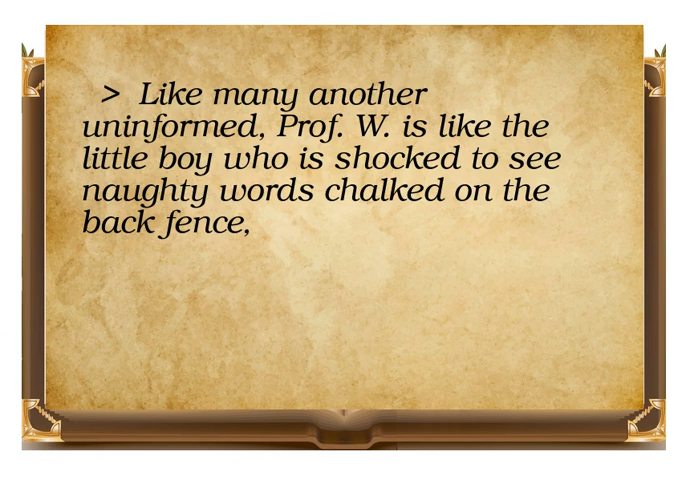 > Like many another
uninformed, Prof. W. is like the
little boy who is shocked to see
naughty words chalked on the
back fence,